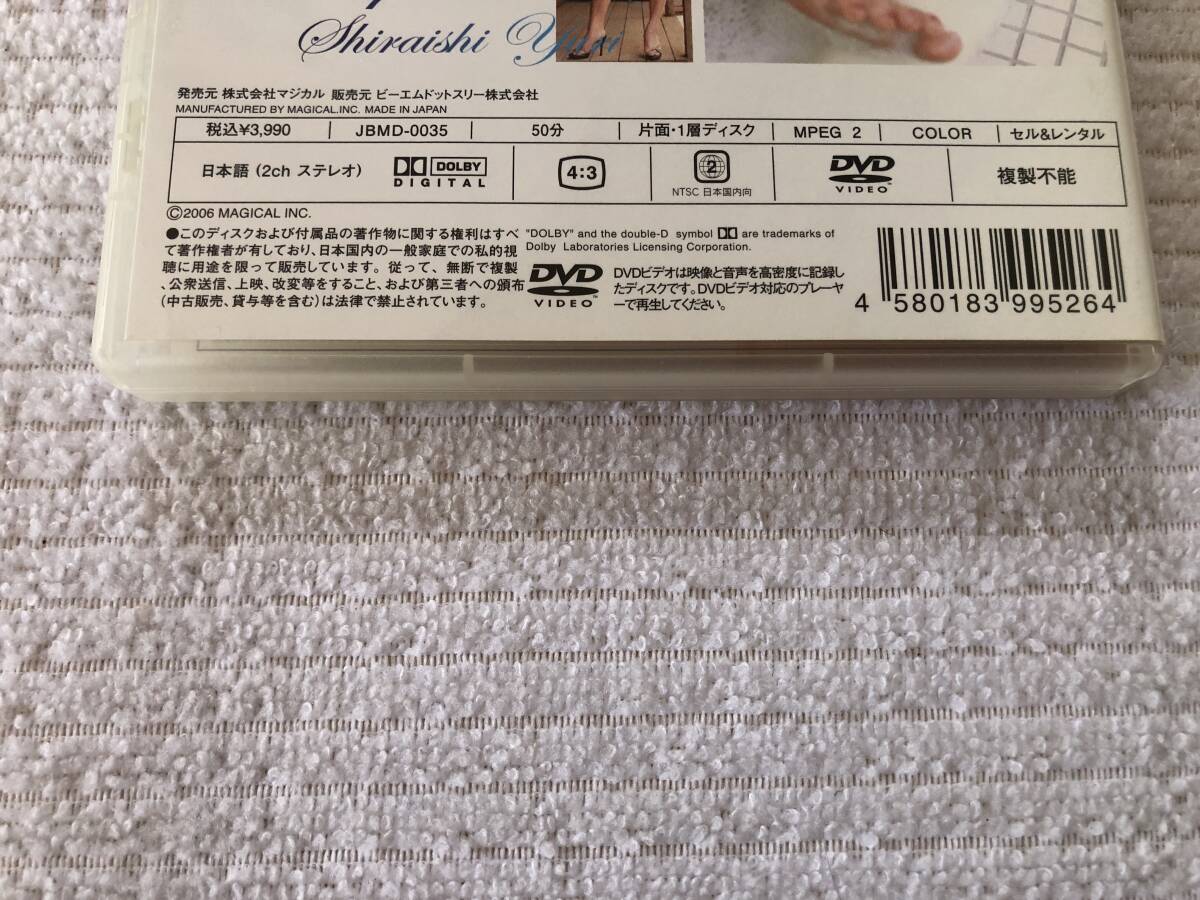 Shiraishi Yuri
発売元 株式会社マジカル 販売元 ビーエムドットスリー株式会社
MANUFACTURED BY MAGICAL.INC. MADE IN JAPAN
税込¥3,990 JBMD-0035 50分 片面・1層ディスク MPEG 2 COLOR セル&レンタル
日本語 (2ch ステレオ) DOLBY DIGITAL 4:3 2 NTSC 日本国内向 DVD VIDEO 複製不能
©2006 MAGICAL INC.
●このディスクおよび付属品の著作物に関する権利はすべ
て著作権者が有しており、日本国内の一般家庭での私的視
聴に用途を限って販売しています。従って、無断で複製
、公衆送信、上映、改変等をすること、および第三者への頒布
(中古販売、貸与等を含む)は法律で禁止されています。
"DOLBY" and the double-D symbol are trademarks of
Dolby Laboratories Licensing Corporation.
DVD VIDEO
DVDビデオは映像と音声を高密度に記録し
たディスクです。DVDビデオ対応のプレーヤ
ーで再生してください。
4 580183 995264